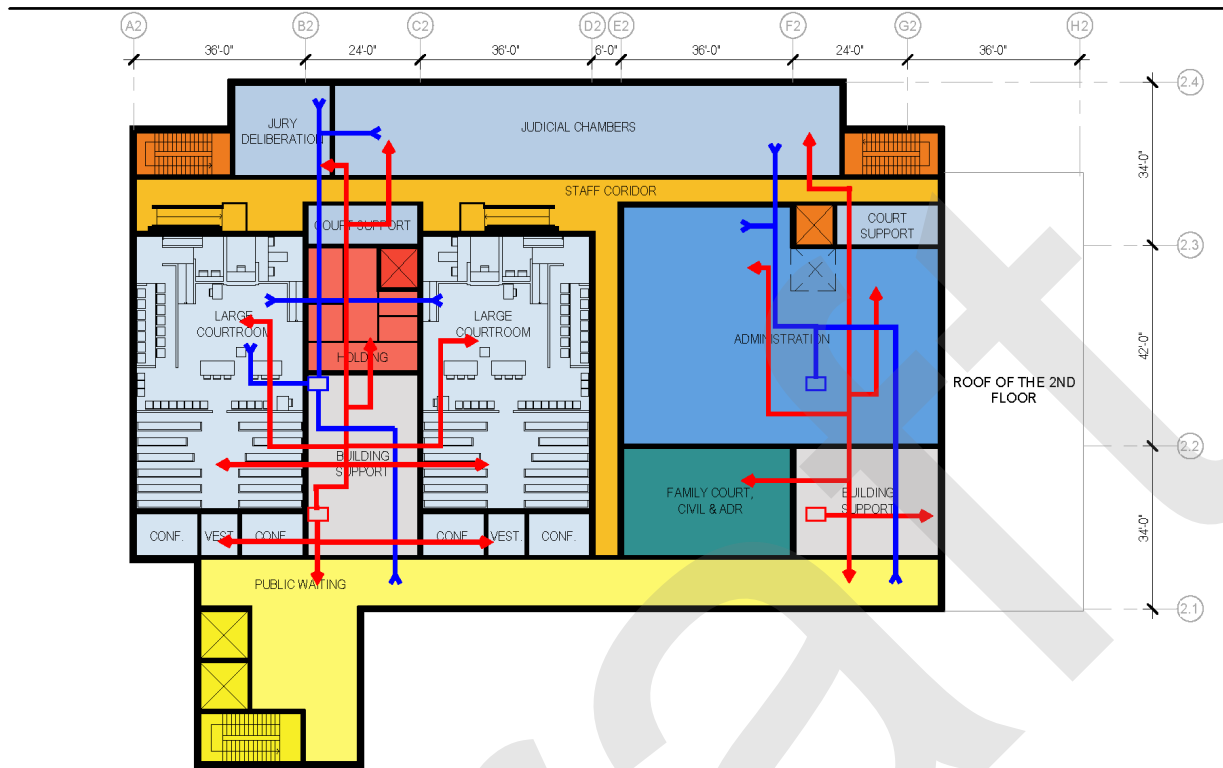 A2 B2 C2 D2 E2 F2 G2 H2
36'-0" 24'-0" 36'-0" 6'-0" 36'-0" 24'-0" 36'-0"
2.4
JURY
DELIBERATION
JUDICIAL CHAMBERS
34'-0"
STAFF CORIDOR
COURT SUPPORT
COURT
SUPPORT
2.3
LARGE
COURTROOM
LARGE
COURTROOM
ADMINISTRATION
42'-0"
HOLDING
ROOF OF THE 2ND
FLOOR
2.2
BUILDING
SUPPORT
FAMILY COURT,
CIVIL & ADR
BUILDING
SUPPORT
34'-0"
CONF. VEST. CONF. CONF. VEST. CONF.
PUBLIC WAITING
2.1